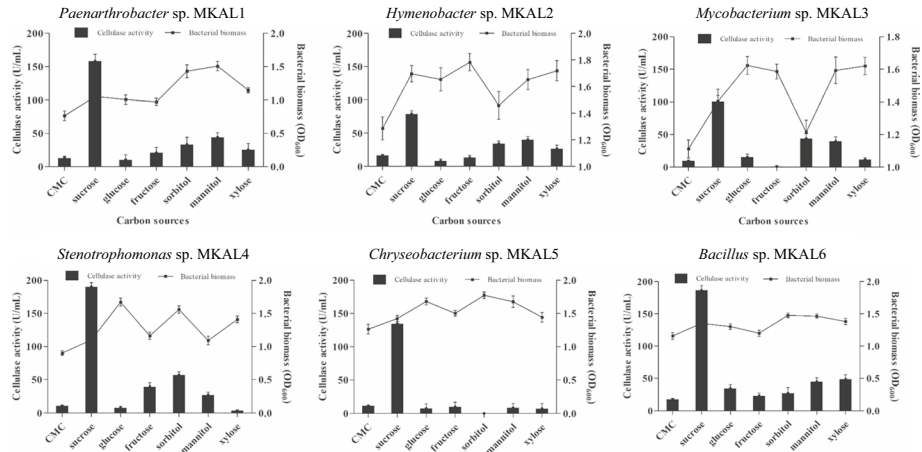 Paenarthrobacter sp. MKAL1
Cellulase activity
Bacterial biomass
Cellulase activity (U/mL)
200
150
100
50
0
2.0
1.5
1.0
0.5
0.0
Bacterial biomass (OD600)
CMC
sucrose
glucose
fructose
sorbitol
mannitol
xylose
Carbon sources
Hymenobacter sp. MKAL2
Cellulase activity
Bacterial biomass
Cellulase activity (U/mL)
200
150
100
50
0
2.0
1.8
1.6
1.4
1.2
1.0
Bacterial biomass (OD600)
CMC
sucrose
glucose
fructose
sorbitol
mannitol
xylose
Carbon sources
Mycobacterium sp. MKAL3
Cellulase activity
Bacterial biomass
Cellulase activity (U/mL)
200
150
100
50
0
1.8
1.6
1.4
1.2
1.0
Bacterial biomass (OD600)
CMC
sucrose
glucose
fructose
sorbitol
mannitol
xylose
Carbon sources
Stenotrophomonas sp. MKAL4
Cellulase activity
Bacterial biomass
Cellulase activity (U/mL)
200
150
100
50
0
2.0
1.5
1.0
0.5
0.0
Bacterial biomass (OD600)
CMC
sucrose
glucose
fructose
sorbitol
mannitol
xylose
Chryseobacterium sp. MKAL5
Cellulase activity
Bacterial biomass
Cellulase activity (U/mL)
200
150
100
50
0
2.0
1.5
1.0
0.5
0.0
Bacterial biomass (OD600)
CMC
sucrose
glucose
fructose
sorbitol
mannitol
xylose
Bacillus sp. MKAL6
Cellulase activity
Bacterial biomass
Cellulase activity (U/mL)
200
150
100
50
0
2.0
1.5
1.0
0.5
0.0
Bacterial biomass (OD600)
CMC
sucrose
glucose
fructose
sorbitol
mannitol
xylose